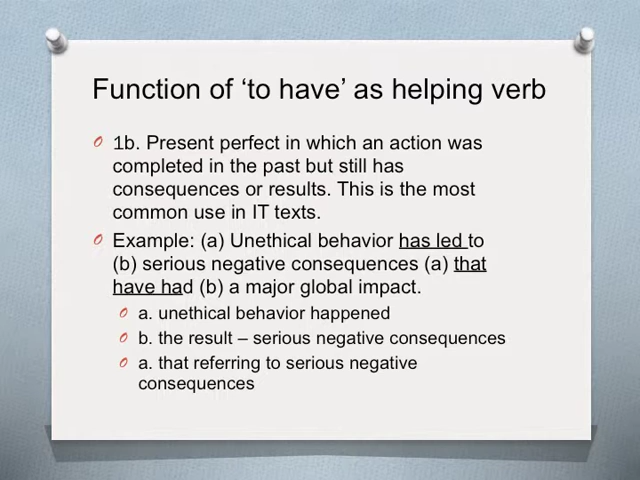 Function of ‘to have’ as helping verb
1b. Present perfect in which an action was
completed in the past but still has
consequences or results. This is the most
common use in IT texts.
Example: (a) Unethical behavior has led to
(b) serious negative consequences (a) that
have had (b) a major global impact.
a. unethical behavior happened
b. the result – serious negative consequences
a. that referring to serious negative
consequences